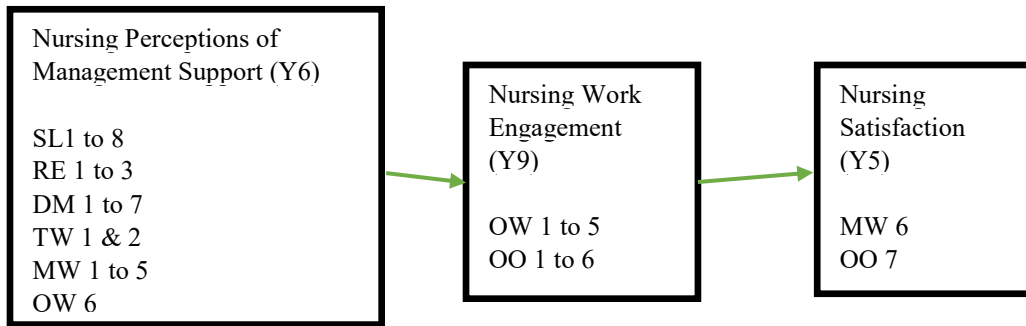 Nursing Perceptions of
Management Support (Y6)
SL1 to 8
RE 1 to 3
DM 1 to 7
TW 1 & 2
MW 1 to 5
OW 6
Nursing Work
Engagement
(Y9)
OW 1 to 5
OO 1 to 6
Nursing
Satisfaction
(Y5)
MW 6
OO 7